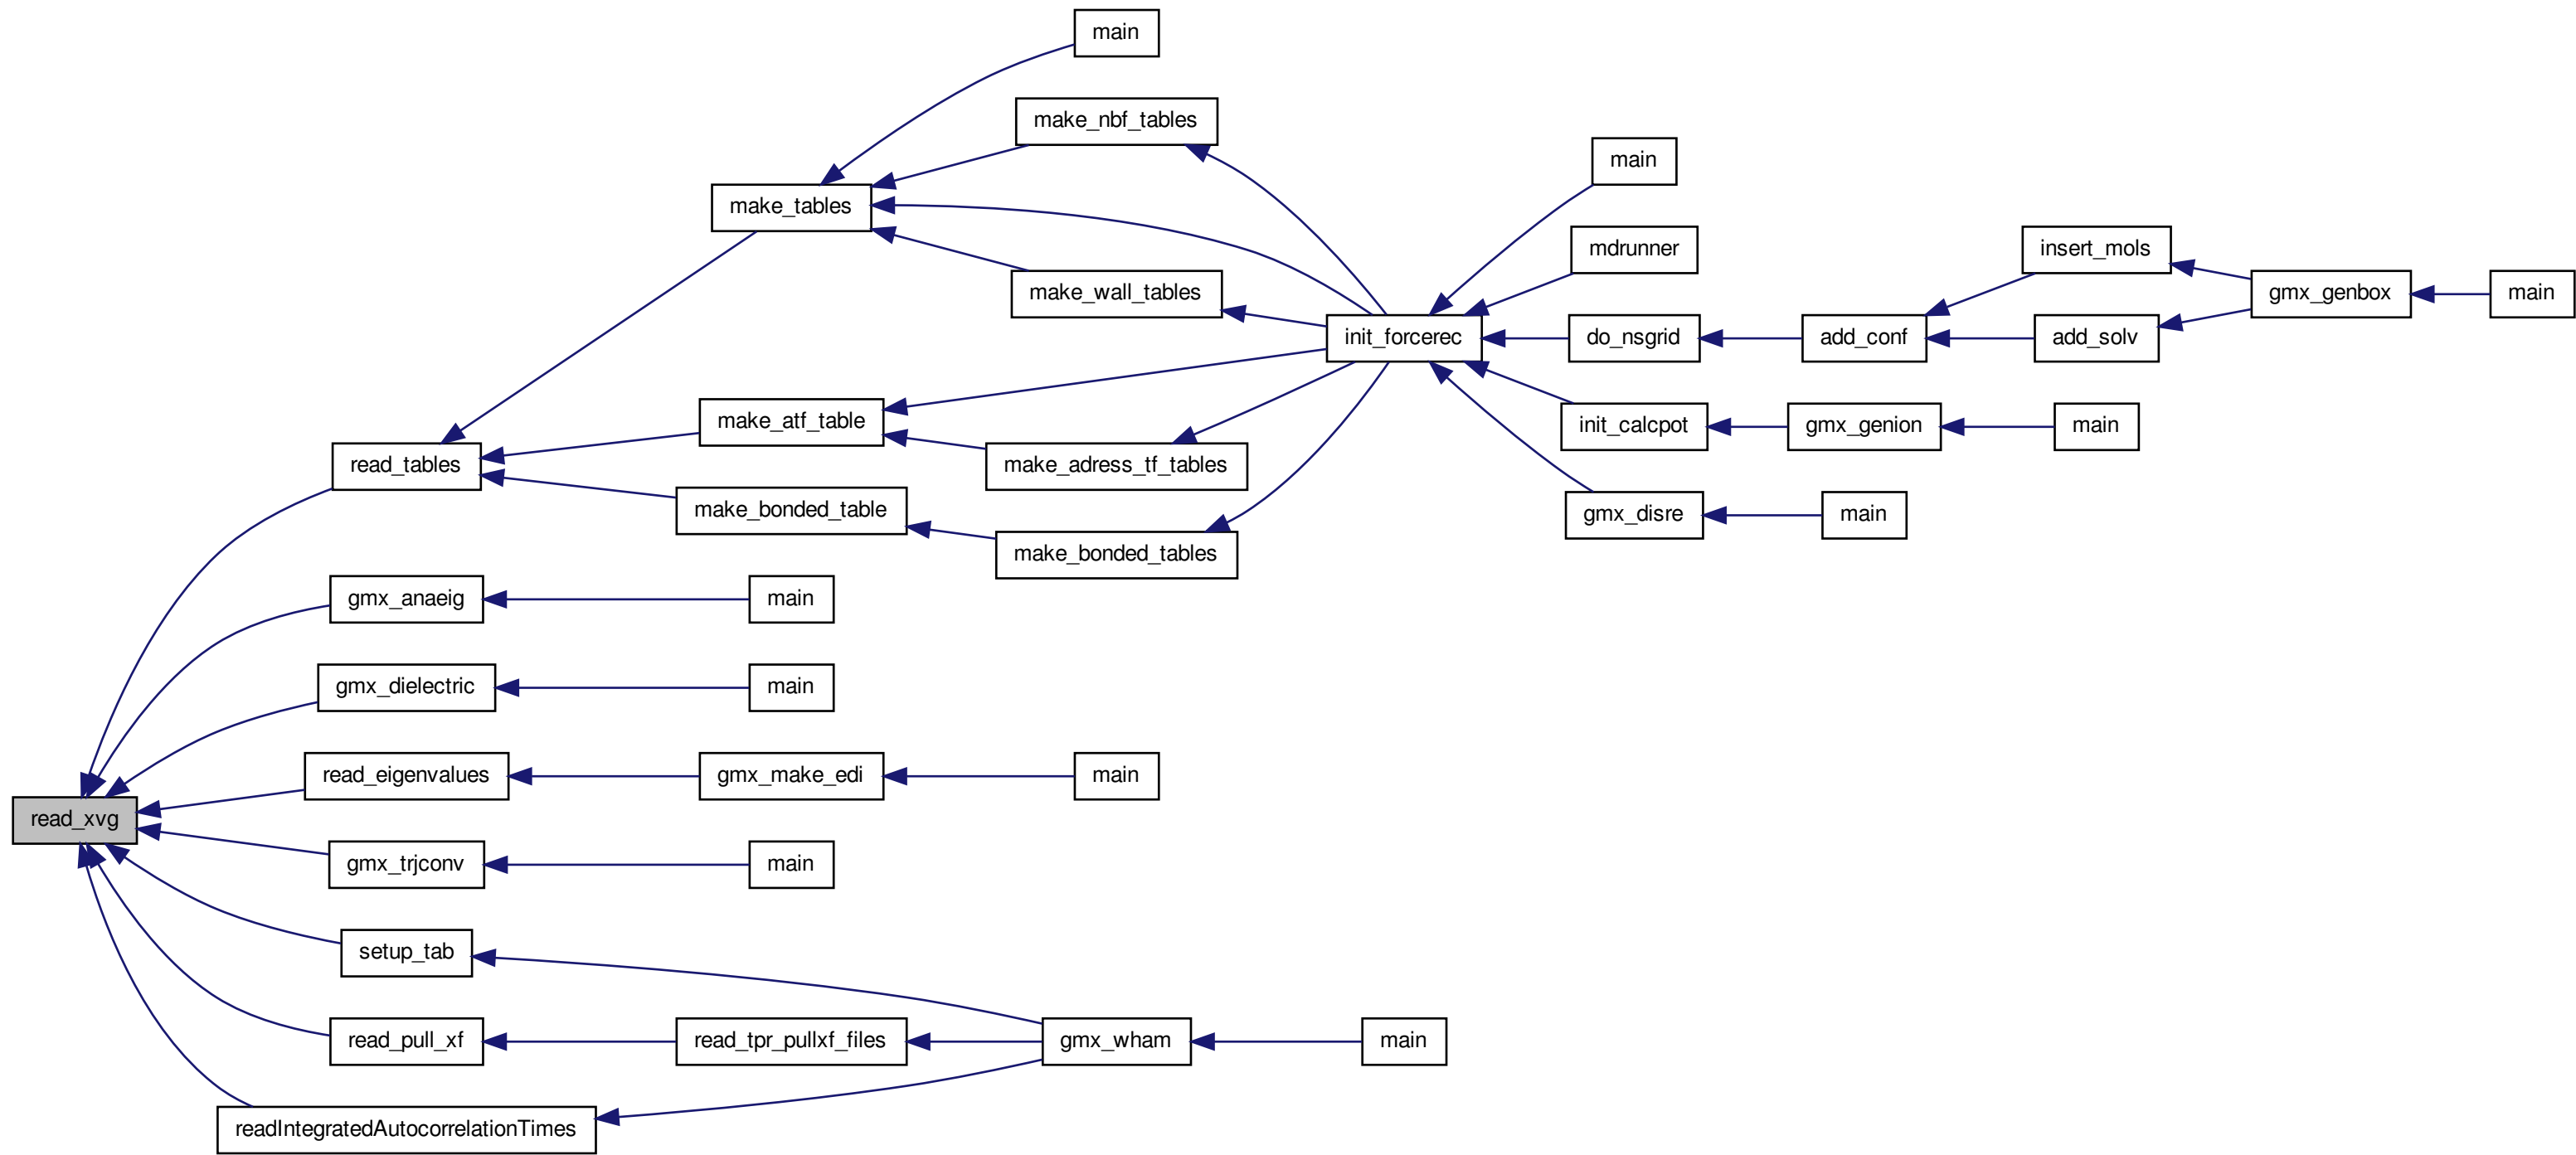 main
make_nbf_tables
main
make_tables
insert_mols
mdrunner
make_wall_tables
gmx_genbox
main
init_forcerec
do_nsgrid
add_conf
add_solv
make_atf_table
init_calcpot
gmx_genion
main
read_tables
make_adress_tf_tables
make_bonded_table
gmx_disre
main
make_bonded_tables
gmx_anaeig
main
gmx_dielectric
main
read_eigenvalues
gmx_make_edi
main
read_xvg
gmx_trjconv
main
setup_tab
read_pull_xf
read_tpr_pullxf_files
gmx_wham
main
readIntegratedAutocorrelationTimes